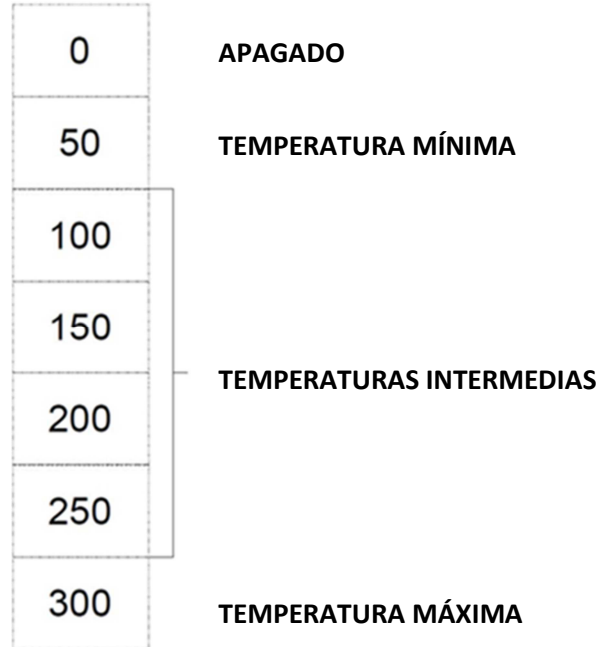 0 APAGADO
50 TEMPERATURA MÍNIMA
100
150
TEMPERATURAS INTERMEDIAS
200
250
300 TEMPERATURA MÁXIMA